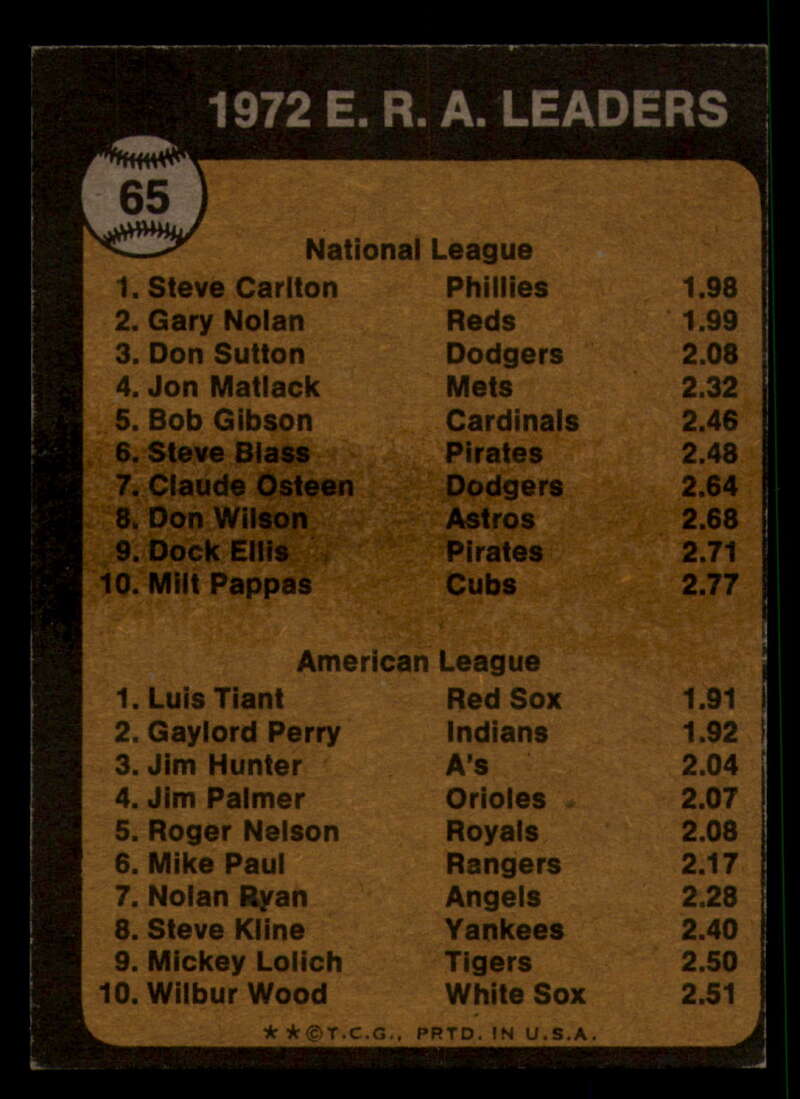 1972 E. R. A. LEADERS
65
National League
1. Steve Carlton Phillies 1.98
2. Gary Nolan Reds 1.99
3. Don Sutton Dodgers 2.08
4. Jon Matlack Mets 2.32
5. Bob Gibson Cardinals 2.46
6. Steve Blass Pirates 2.48
7. Claude Osteen Dodgers 2.64
8. Don Wilson Astros 2.68
9. Dock Ellis Pirates 2.71
10. Milt Pappas Cubs 2.77
American League
1. Luis Tiant Red Sox 1.91
2. Gaylord Perry Indians 1.92
3. Jim Hunter A's 2.04
4. Jim Palmer Orioles 2.07
5. Roger Nelson Royals 2.08
6. Mike Paul Rangers 2.17
7. Nolan Ryan Angels 2.28
8. Steve Kline Yankees 2.40
9. Mickey Lolich Tigers 2.50
10. Wilbur Wood White Sox 2.51
★★©T.C.G., PRTD. IN U.S.A.